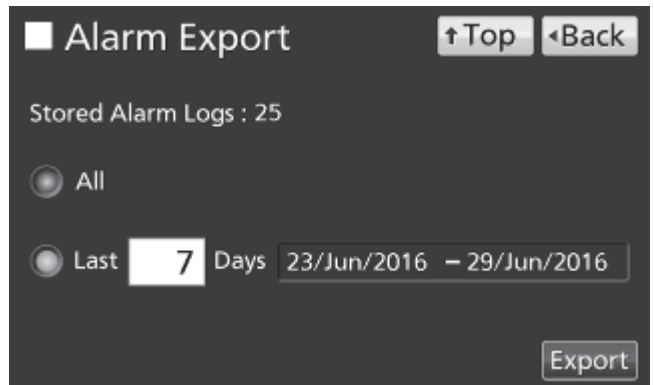 Alarm Export
↑Top ◂Back
Stored Alarm Logs : 25
All
Last 7 Days 23/Jun/2016 – 29/Jun/2016
Export